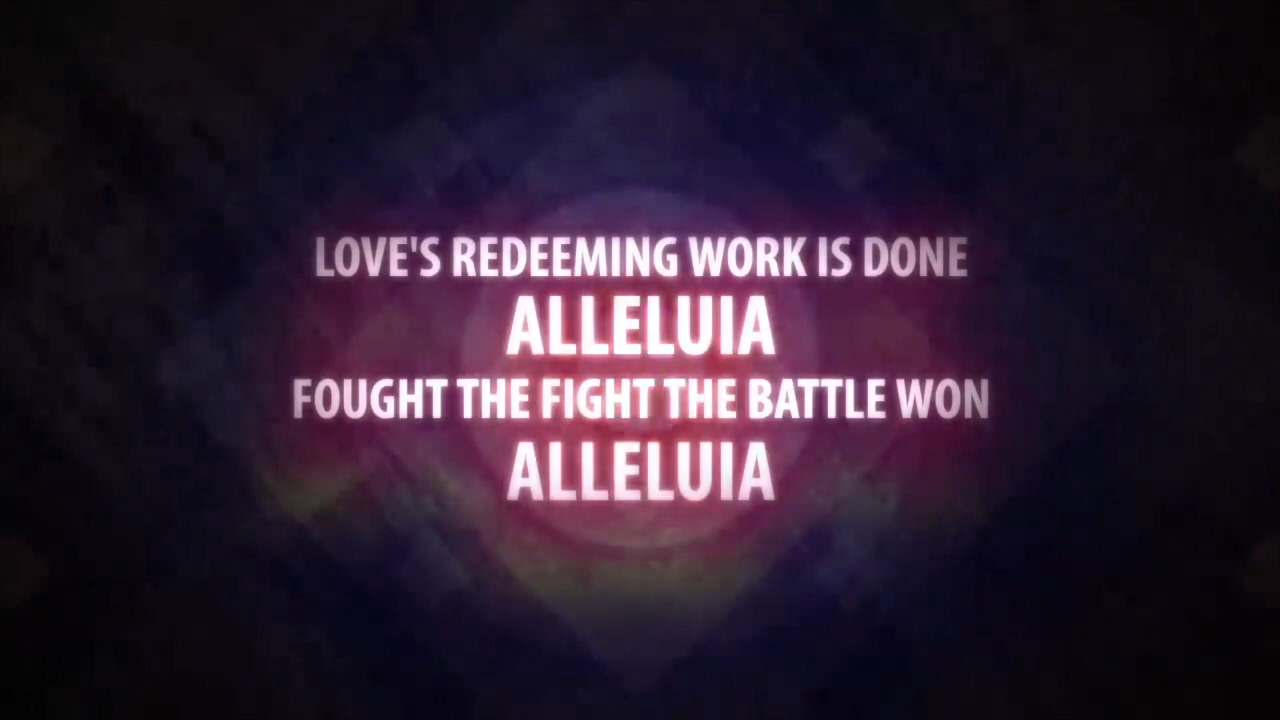 LOVE'S REDEEMING WORK IS DONE
ALLELUIA
FOUGHT THE FIGHT THE BATTLE WON
ALLELUIA